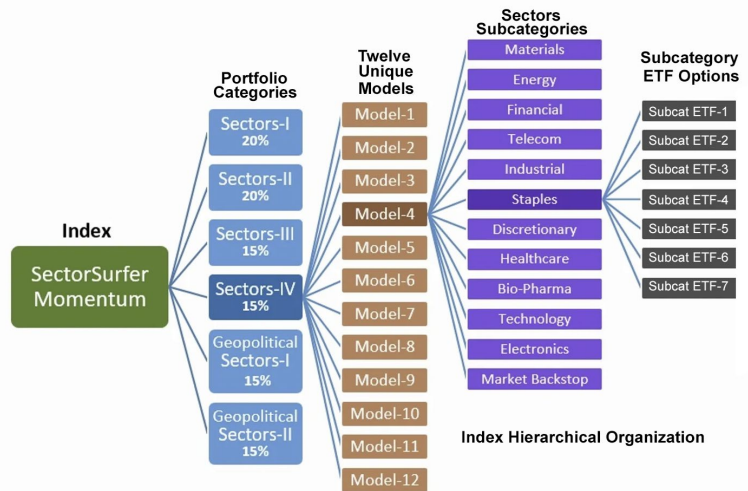 Index
SectorSurfer
Momentum
Portfolio
Categories
Sectors-I
20%
Sectors-II
20%
Sectors-III
15%
Sectors-IV
15%
Geopolitical
Sectors-I
15%
Geopolitical
Sectors-II
15%
Twelve
Unique
Models
Model-1
Model-2
Model-3
Model-4
Model-5
Model-6
Model-7
Model-8
Model-9
Model-10
Model-11
Model-12
Sectors
Subcategories
Materials
Energy
Financial
Telecom
Industrial
Staples
Discretionary
Healthcare
Bio-Pharma
Technology
Electronics
Market Backstop
Subcategory
ETF Options
Subcat ETF-1
Subcat ETF-2
Subcat ETF-3
Subcat ETF-4
Subcat ETF-5
Subcat ETF-6
Subcat ETF-7
Index Hierarchical Organization